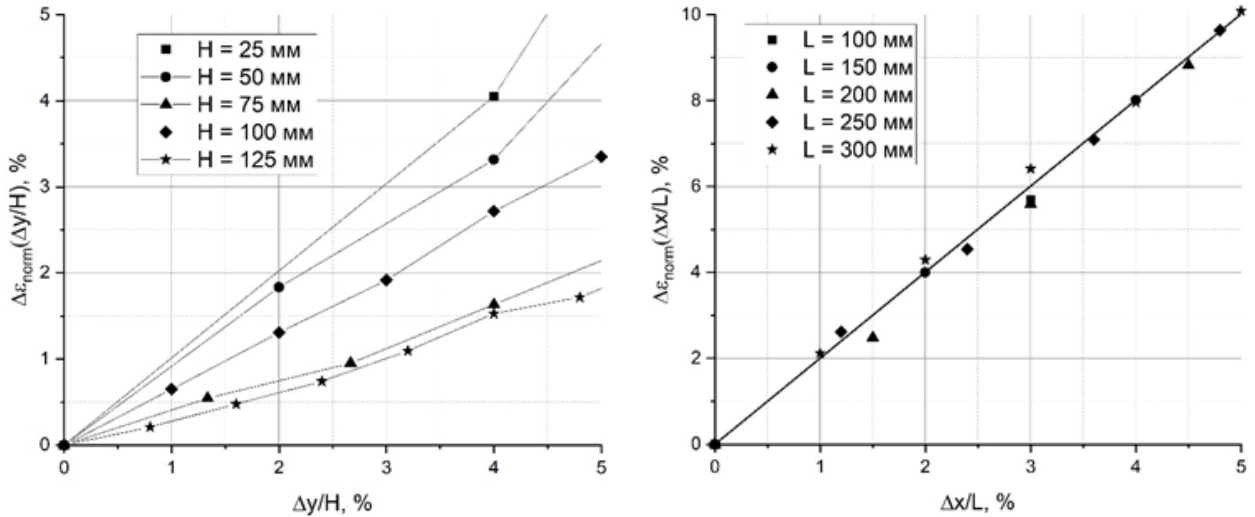 5
4
3
2
1
0
Δε_norm(Δy/H), %
H = 25 мм
H = 50 мм
H = 75 мм
H = 100 мм
H = 125 мм
0 1 2 3 4 5
Δy/H, %
10
8
6
4
2
0
Δε_norm(Δx/L), %
L = 100 мм
L = 150 мм
L = 200 мм
L = 250 мм
L = 300 мм
0 1 2 3 4 5
Δx/L, %